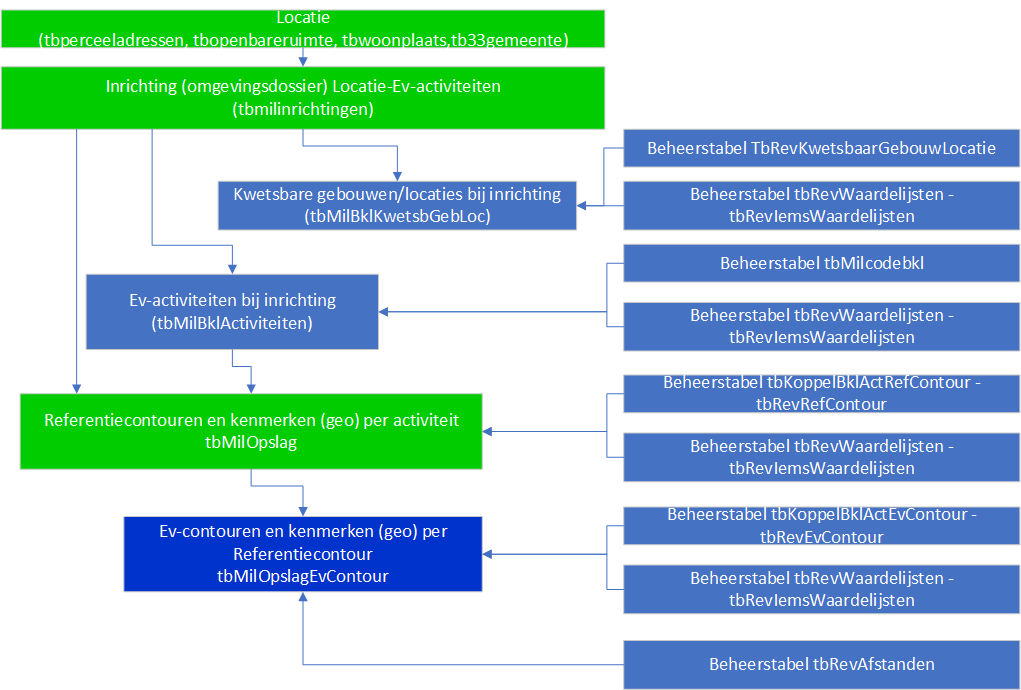 Locatie
(tbperceeladressen, tbopenbareruimte, tbwoonplaats,tb33gemeente)
Inrichting (omgevingsdossier) Locatie-Ev-activiteiten
(tbmilinrichtingen)
Beheerstabel TbRevKwetsbaarGebouwLocatie
Kwetsbare gebouwen/locaties bij inrichting
(tbMilBklKwetsbGebLoc)
Beheerstabel tbRevWaardelijsten -
tbRevIemsWaardelijsten
Beheerstabel tbMilcodebkl
Ev-activiteiten bij inrichting
(tbMilBklActiviteiten)
Beheerstabel tbRevWaardelijsten -
tbRevIemsWaardelijsten
Beheerstabel tbKoppelBklActRefContour -
tbRevRefContour
Referentiecontouren en kenmerken (geo) per activiteit
tbMilOpslag
Beheerstabel tbRevWaardelijsten -
tbRevIemsWaardelijsten
Beheerstabel tbKoppelBklActEvContour -
tbRevEvContour
Ev-contouren en kenmerken (geo) per
Referentiecontour
tbMilOpslagEvContour
Beheerstabel tbRevWaardelijsten -
tbRevIemsWaardelijsten
Beheerstabel tbRevAfstanden